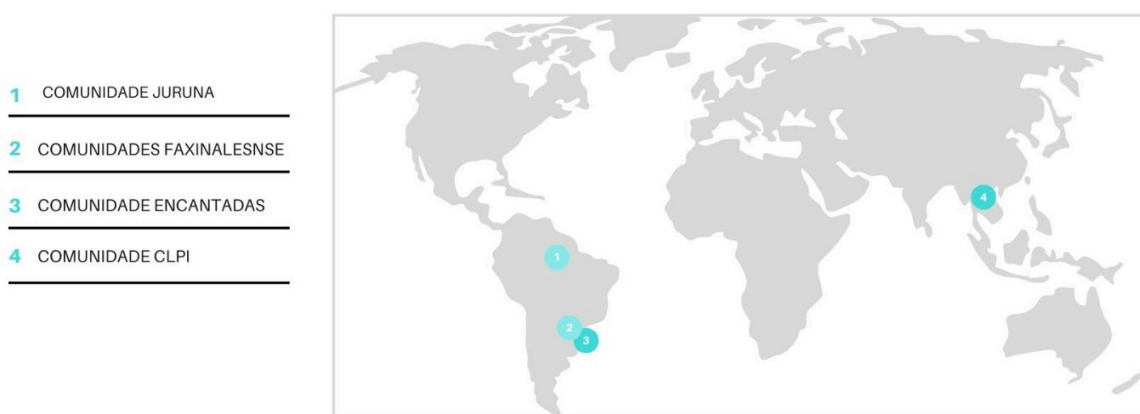 1 COMUNIDADE JURUNA
2 COMUNIDADES FAXINALESNSE
3 COMUNIDADE ENCANTADAS
4 COMUNIDADE CLPI
1
2
3
4